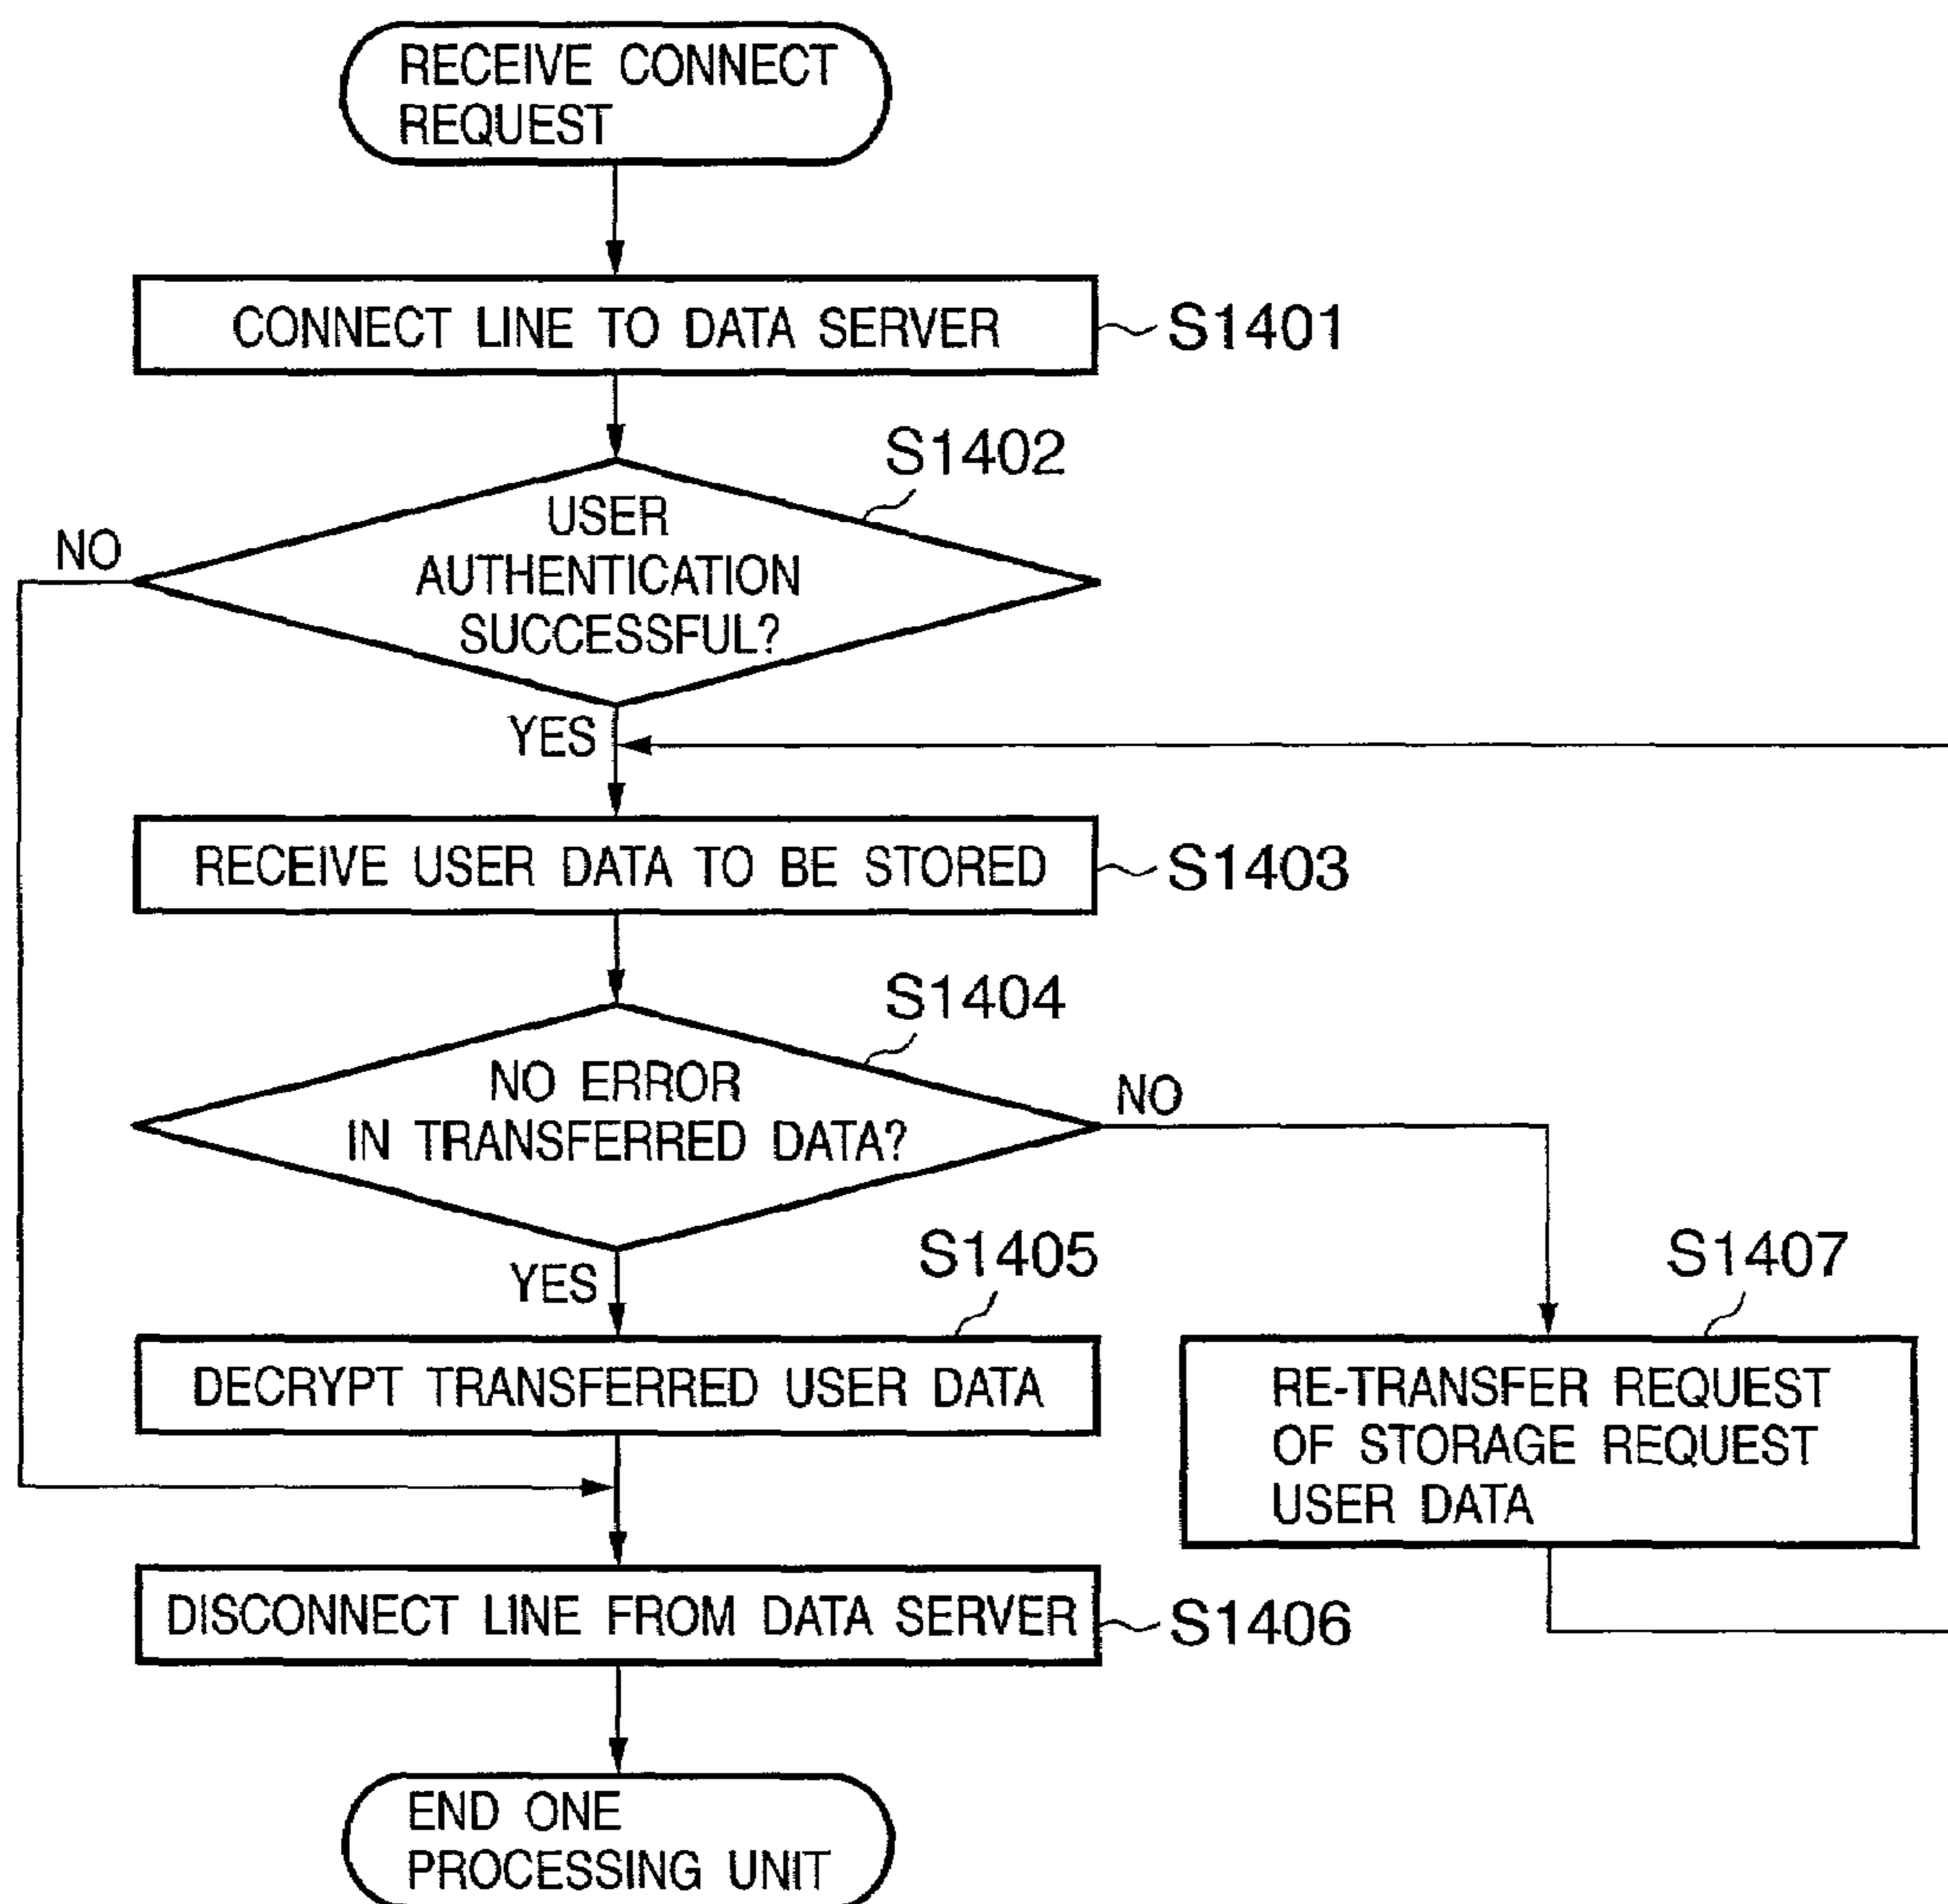 RECEIVE CONNECT
REQUEST
CONNECT LINE TO DATA SERVER
S1401
S1402
USER
AUTHENTICATION
SUCCESSFUL?
NO
YES
RECEIVE USER DATA TO BE STORED
S1403
S1404
NO ERROR
IN TRANSFERRED DATA?
NO
YES
S1405
DECRYPT TRANSFERRED USER DATA
S1407
RE-TRANSFER REQUEST
OF STORAGE REQUEST
USER DATA
DISCONNECT LINE FROM DATA SERVER
S1406
END ONE
PROCESSING UNIT